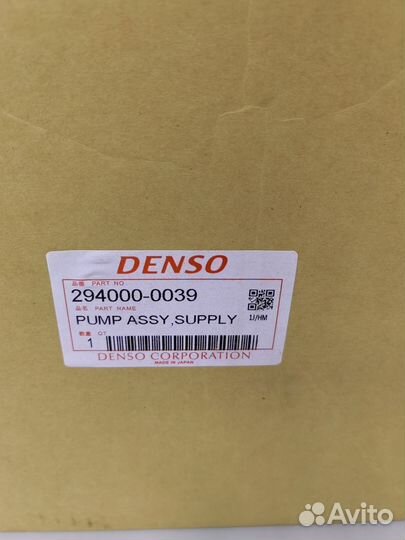 DENSO
品番 PART NO.
294000-0039
品名 PART NAME
PUMP ASSY,SUPPLY 1J/HM
数量 QT
1
DENSO CORPORATION
MADE IN JAPAN
Avito